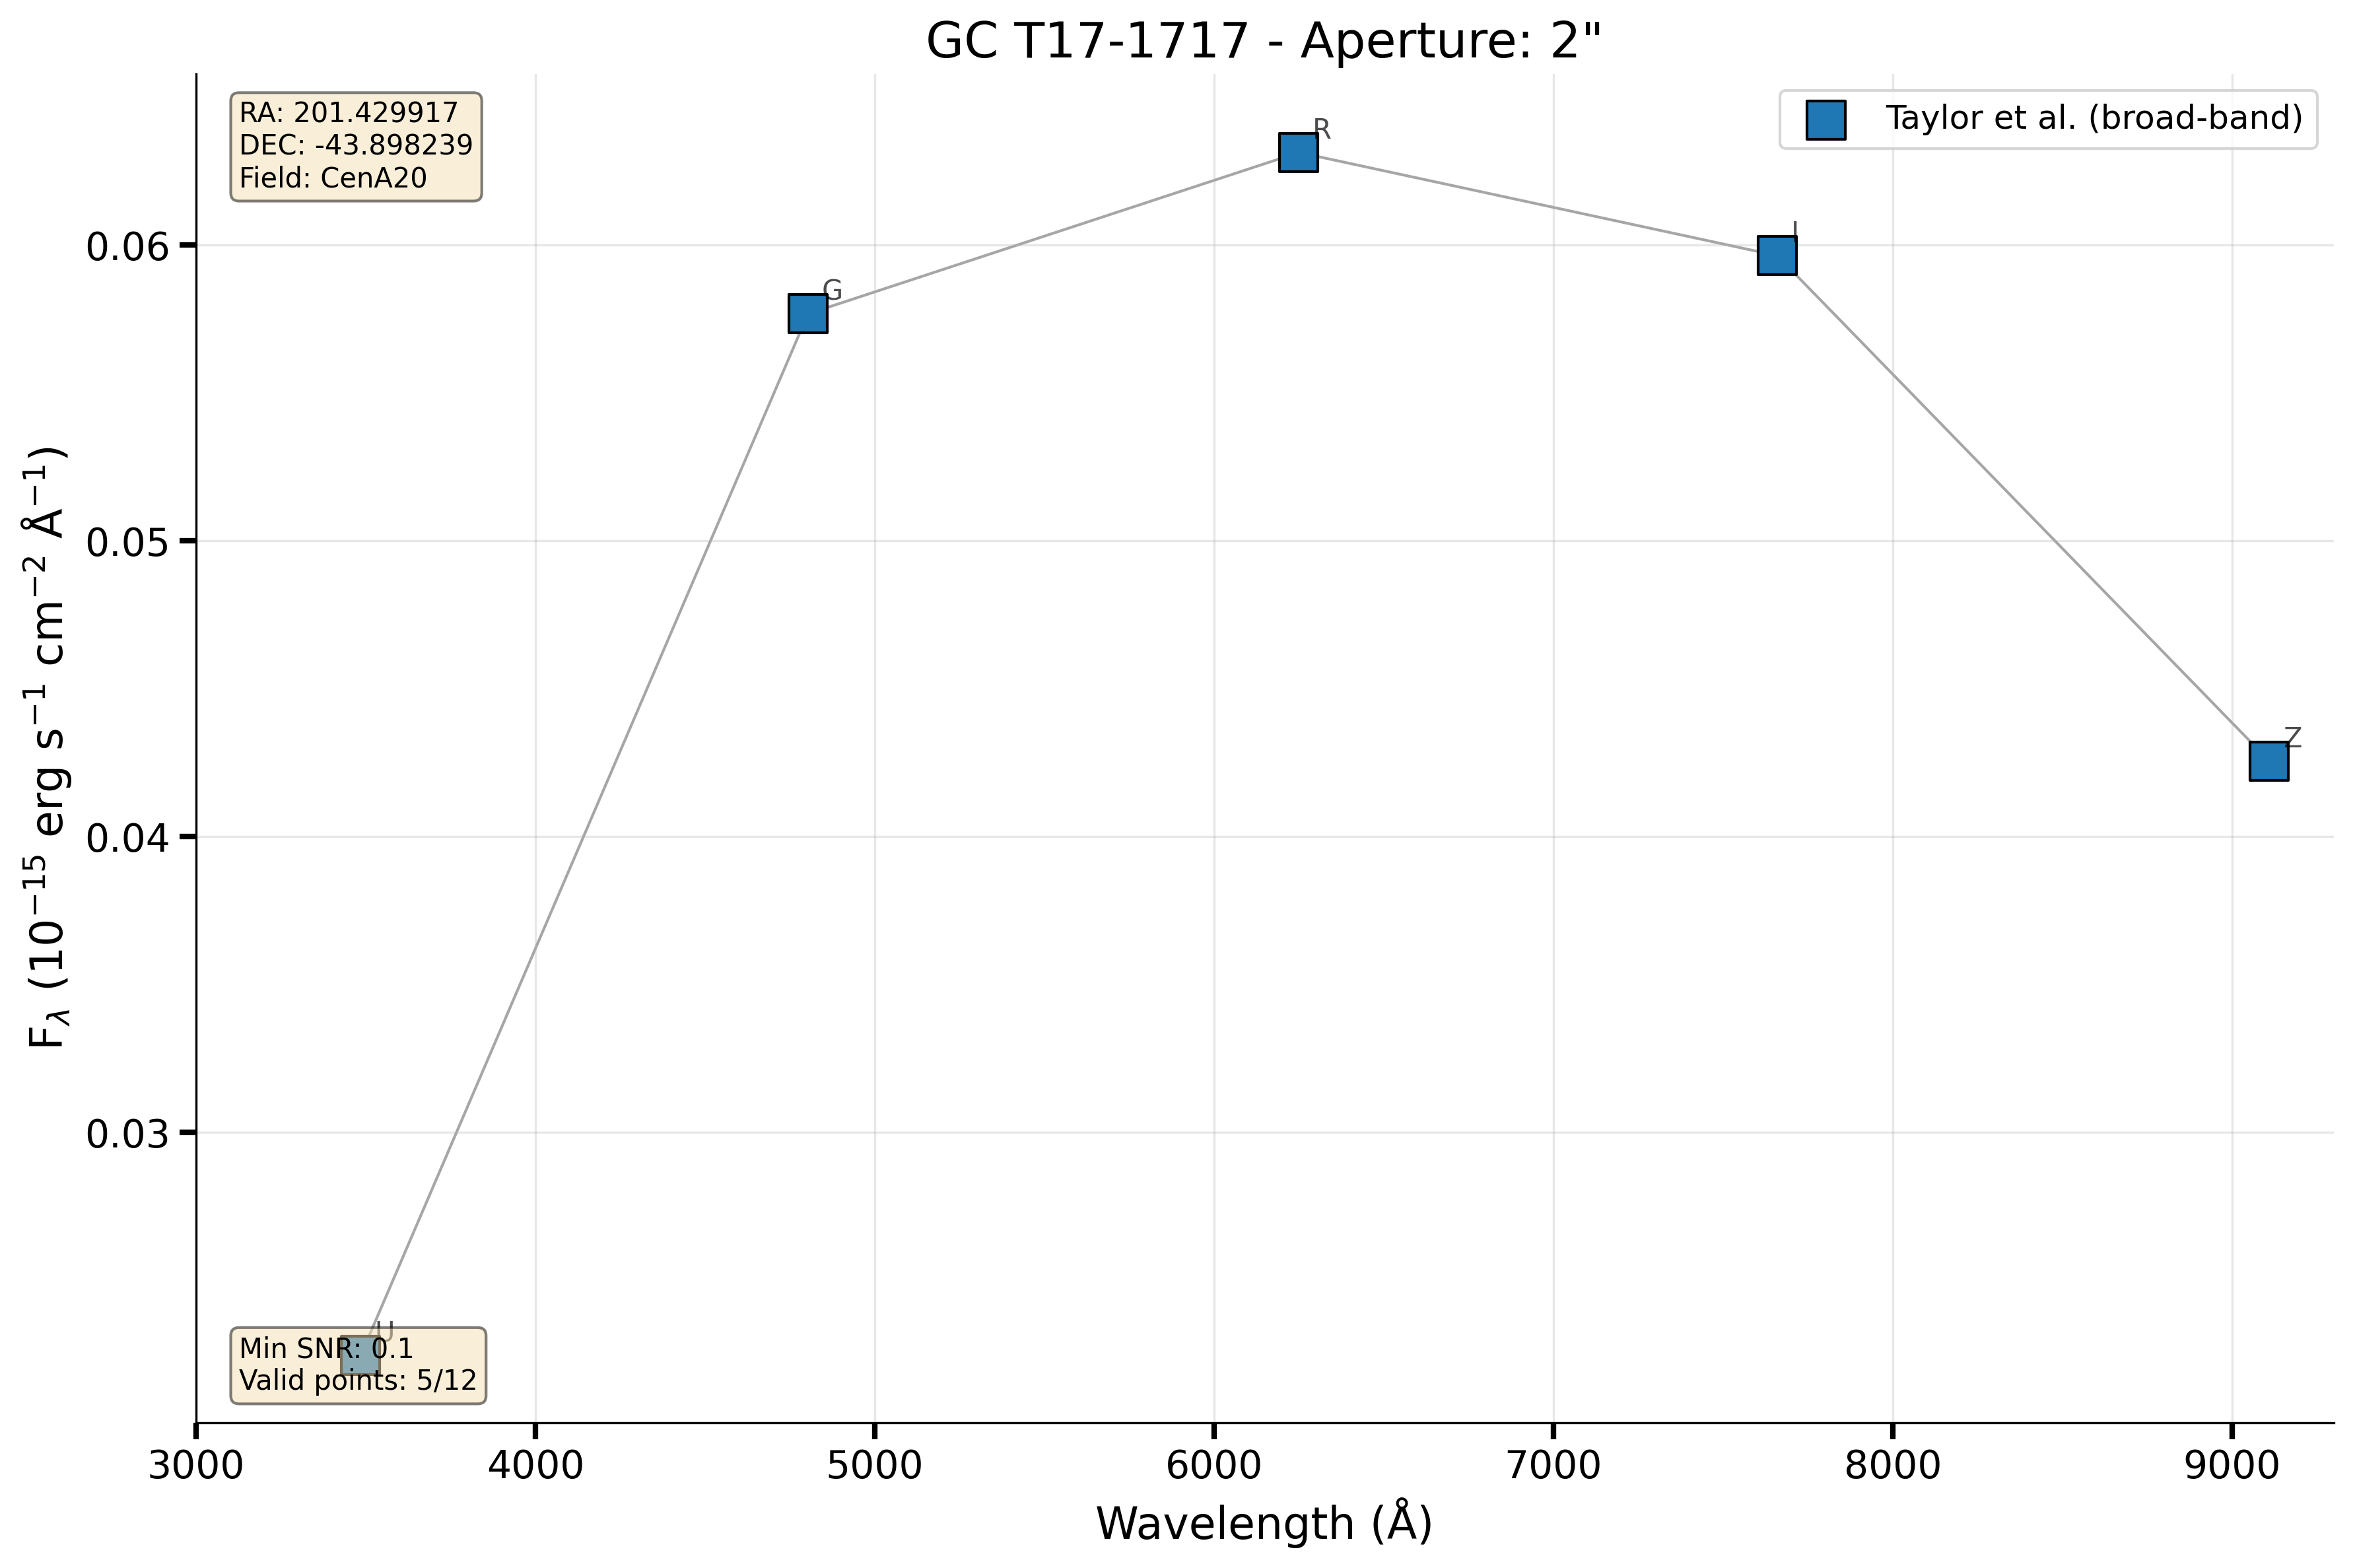 GC T17-1717 - Aperture: 2"
RA: 201.429917
DEC: -43.898239
Field: CenA20
Taylor et al. (broad-band)
R
I
G
Z
U
0.06
0.05
0.04
0.03
F_λ (10⁻¹⁵ erg s⁻¹ cm⁻² Å⁻¹)
Min SNR: 0.1
Valid points: 5/12
3000 4000 5000 6000 7000 8000 9000
Wavelength (Å)